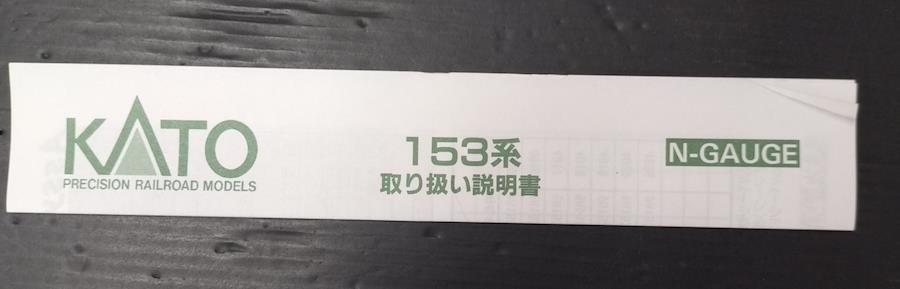 KATO
PRECISION RAILROAD MODELS
153系
取り扱い説明書
N-GAUGE